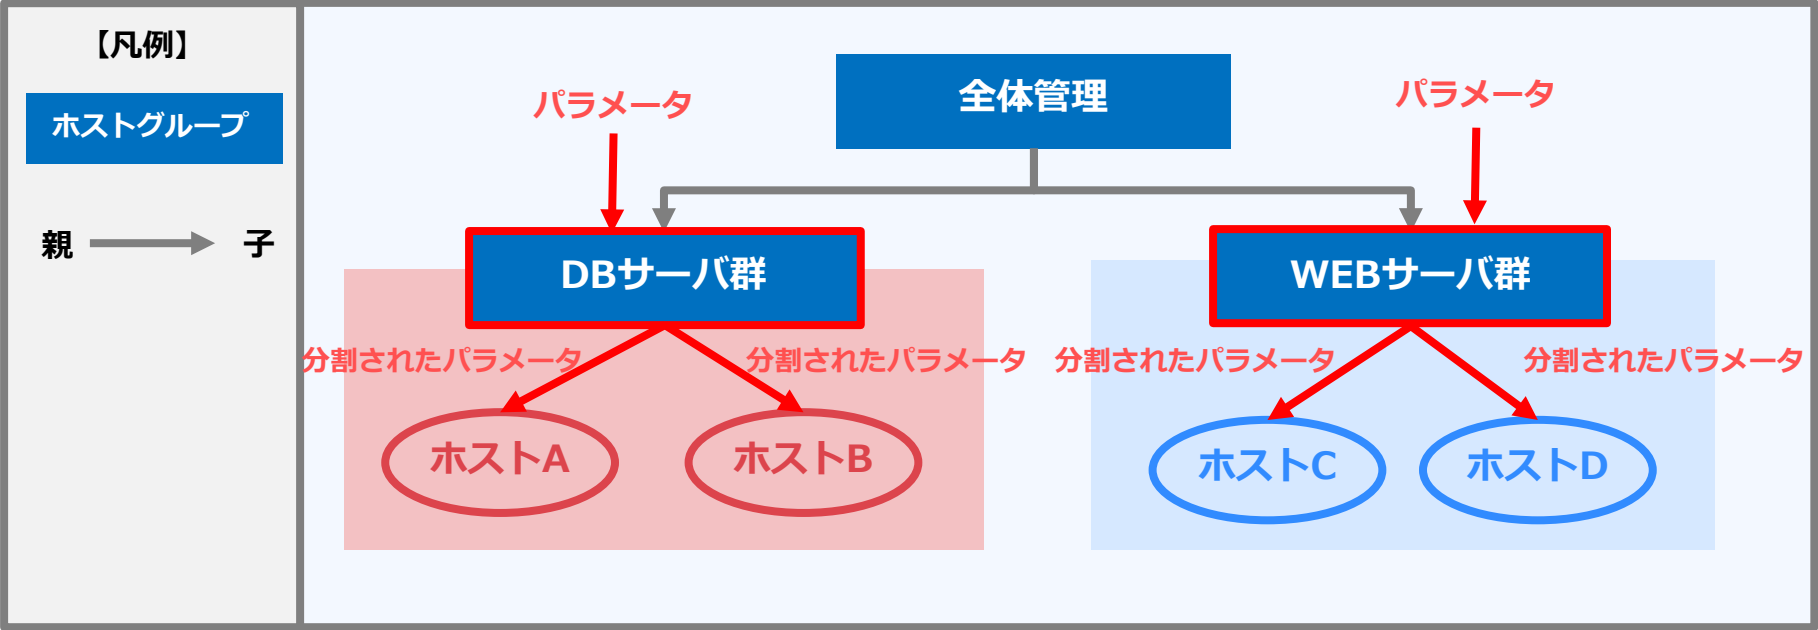 【凡例】
ホストグループ
親
子
全体管理
パラメータ
パラメータ
DBサーバ群
WEBサーバ群
分割されたパラメータ
分割されたパラメータ
分割されたパラメータ
分割されたパラメータ
ホストA
ホストB
ホストC
ホストD